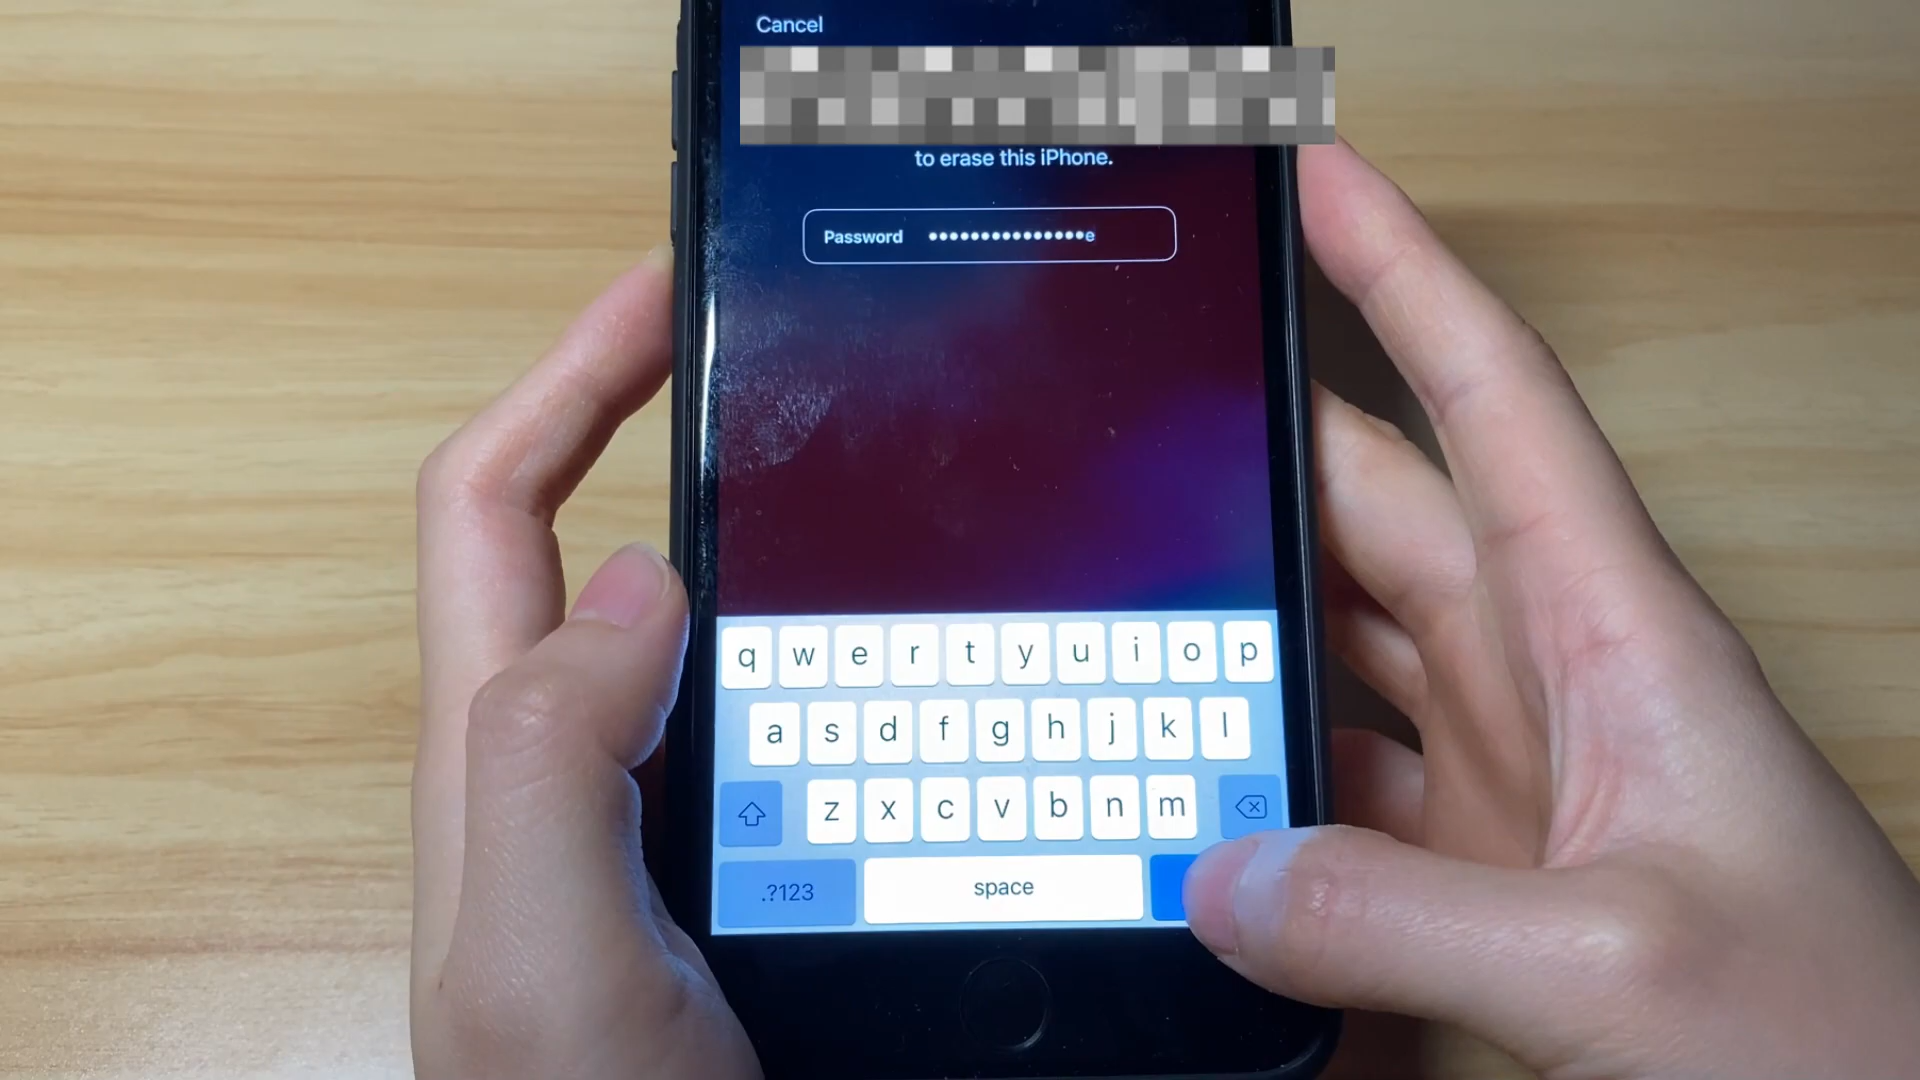 Cancel
to erase this iPhone.
Password •••••••••••••••e
q w e r t y u i o p
a s d f g h j k l
z x c v b n m
.?123 space